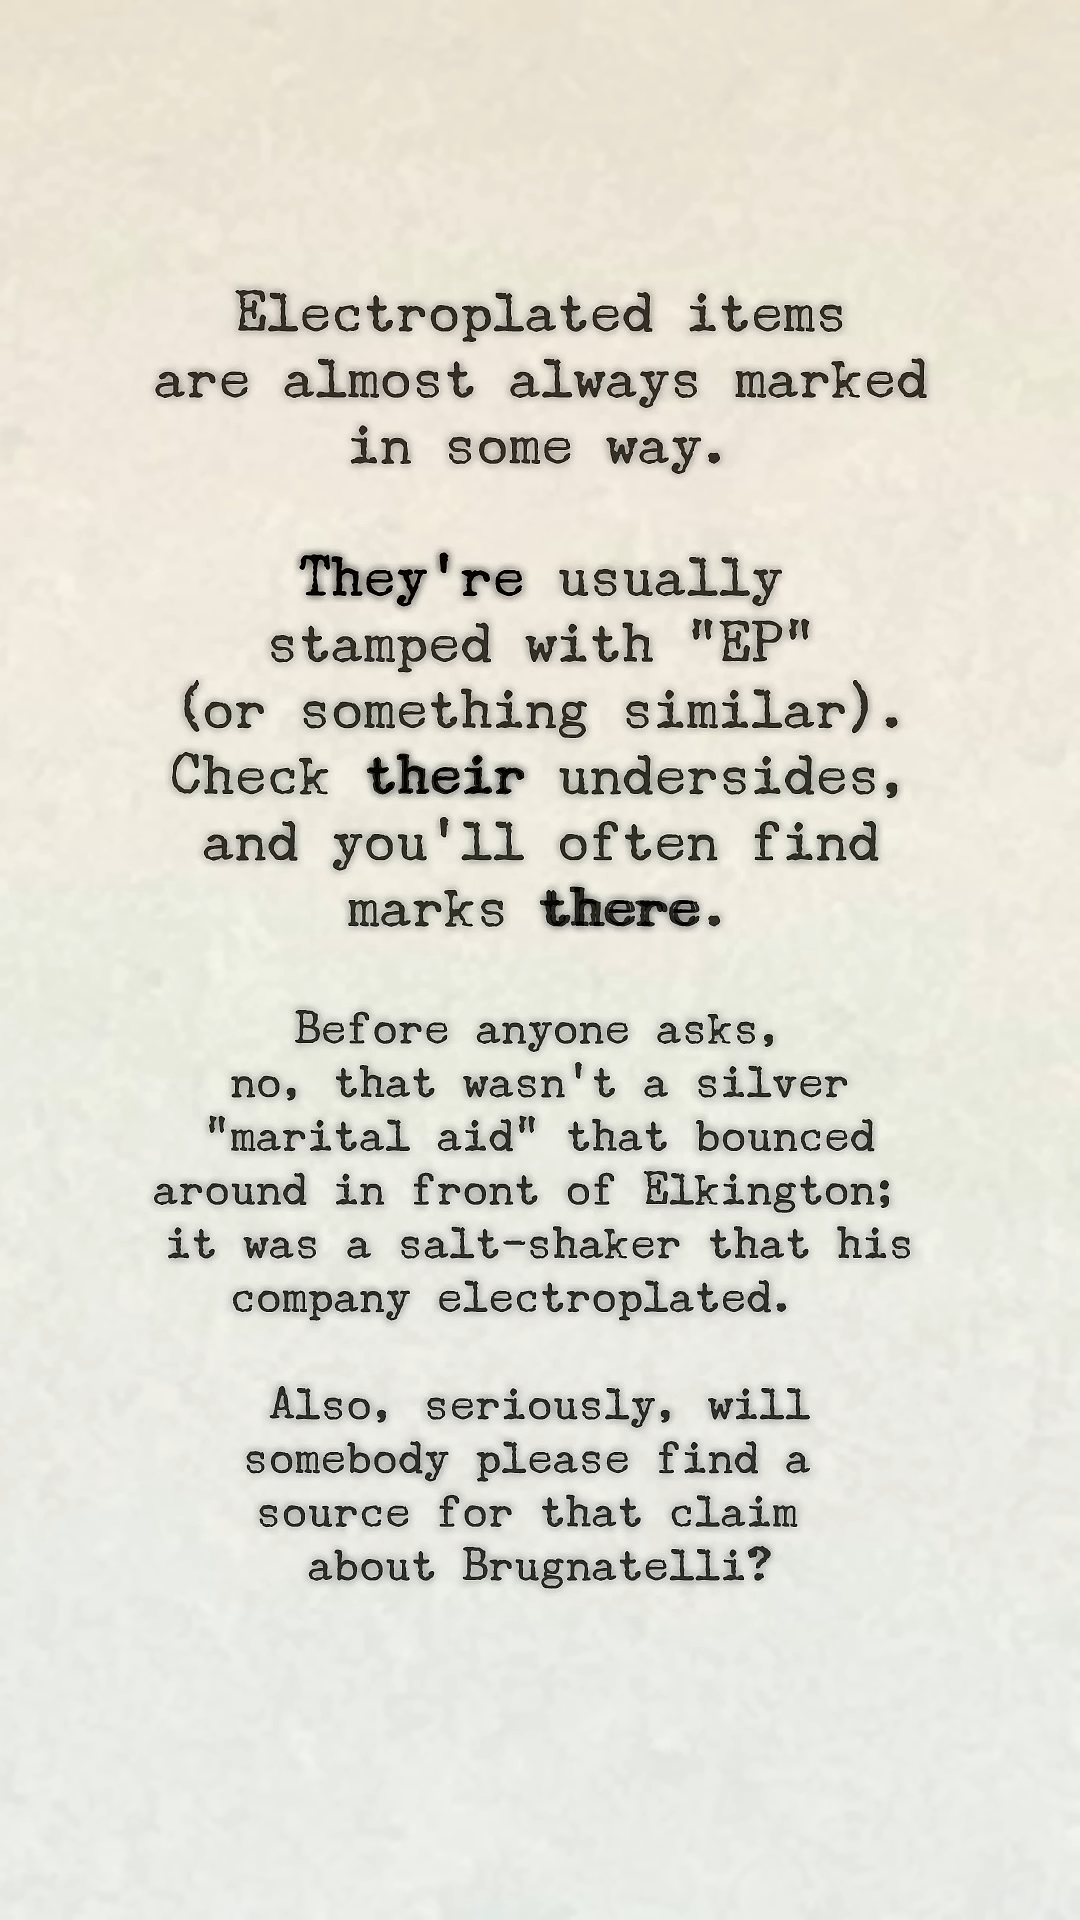 Electroplated items
are almost always marked
in some way.
They're usually
stamped with "EP"
(or something similar).
Check their undersides,
and you'll often find
marks there.
Before anyone asks,
no, that wasn't a silver
"marital aid" that bounced
around in front of Elkington;
it was a salt-shaker that his
company electroplated.
Also, seriously, will
somebody please find a
source for that claim
about Brugnatelli?